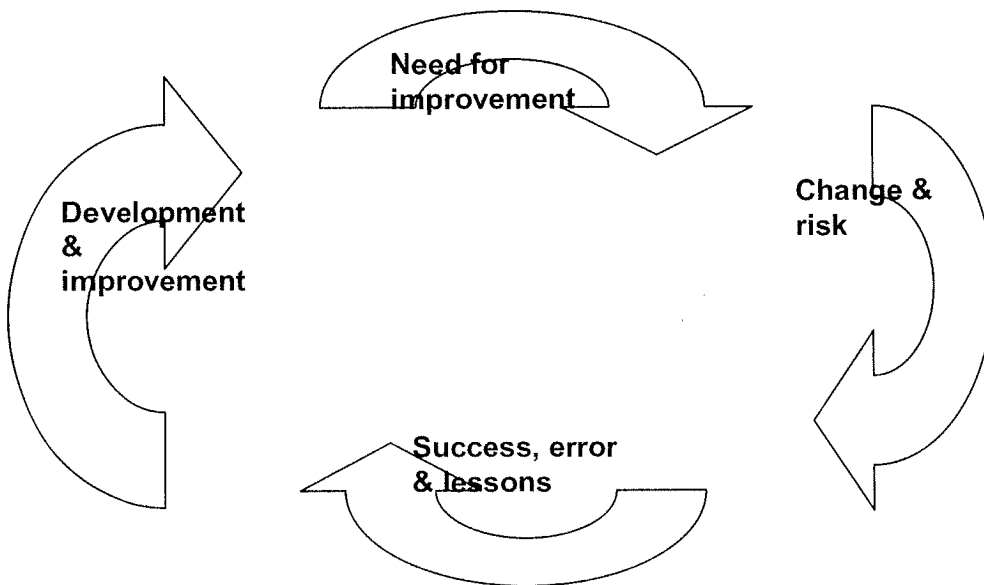 Need for
improvement
Change &
risk
Success, error
& lessons
Development
&
improvement